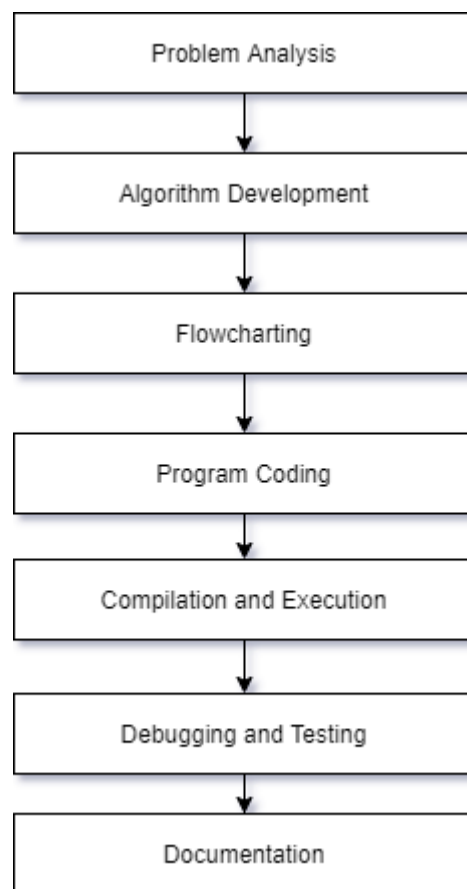 Problem Analysis
Algorithm Development
Flowcharting
Program Coding
Compilation and Execution
Debugging and Testing
Documentation